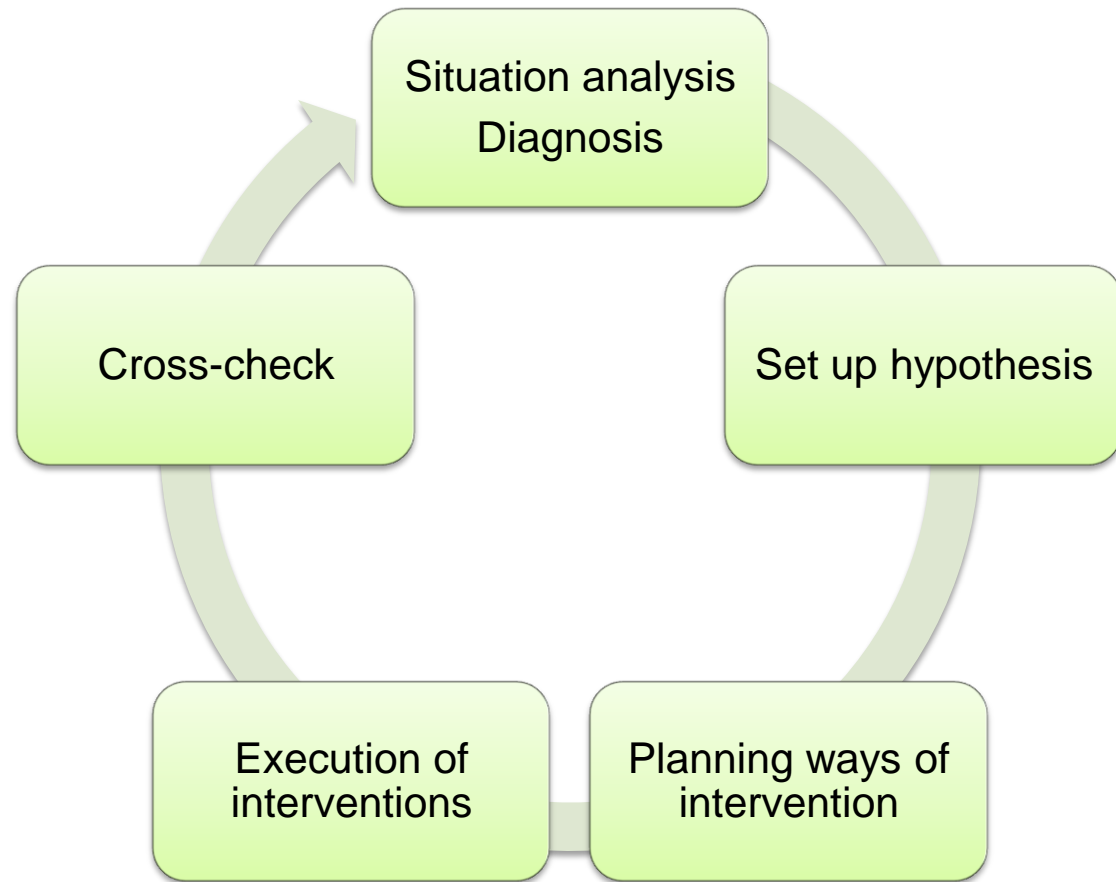 Situation analysis
Diagnosis
Set up hypothesis
Planning ways of
intervention
Execution of
interventions
Cross-check